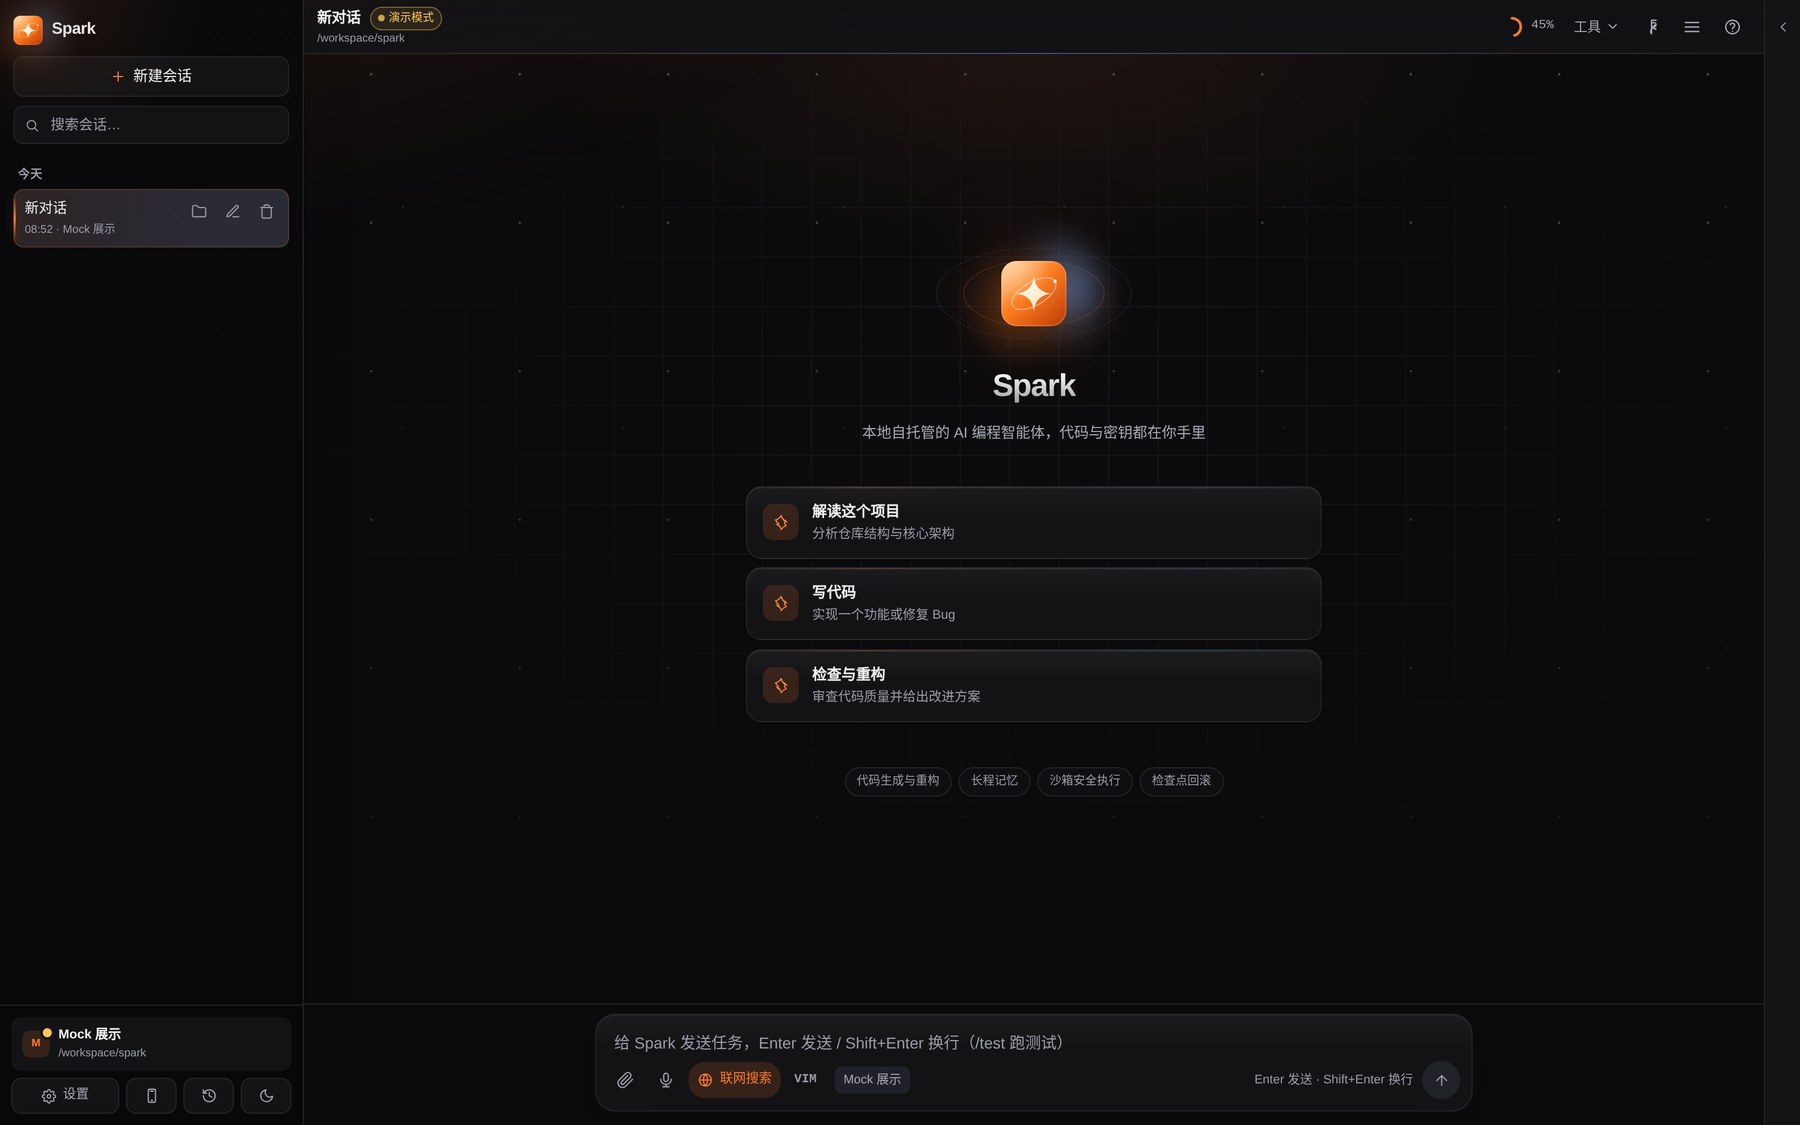 Spark
新建会话
搜索会话...
今天
新对话
08:52 · Mock 展示
M
Mock 展示
/workspace/spark
设置
新对话
演示模式
/workspace/spark
45%
工具
Spark
本地自托管的 AI 编程智能体，代码与密钥都在你手里
解读这个项目
分析仓库结构与核心架构
写代码
实现一个功能或修复 Bug
检查与重构
审查代码质量并给出改进方案
代码生成与重构
长程记忆
沙箱安全执行
检查点回滚
给 Spark 发送任务，Enter 发送 / Shift+Enter 换行（/test 跑测试）
联网搜索
VIM
Mock 展示
Enter 发送 · Shift+Enter 换行